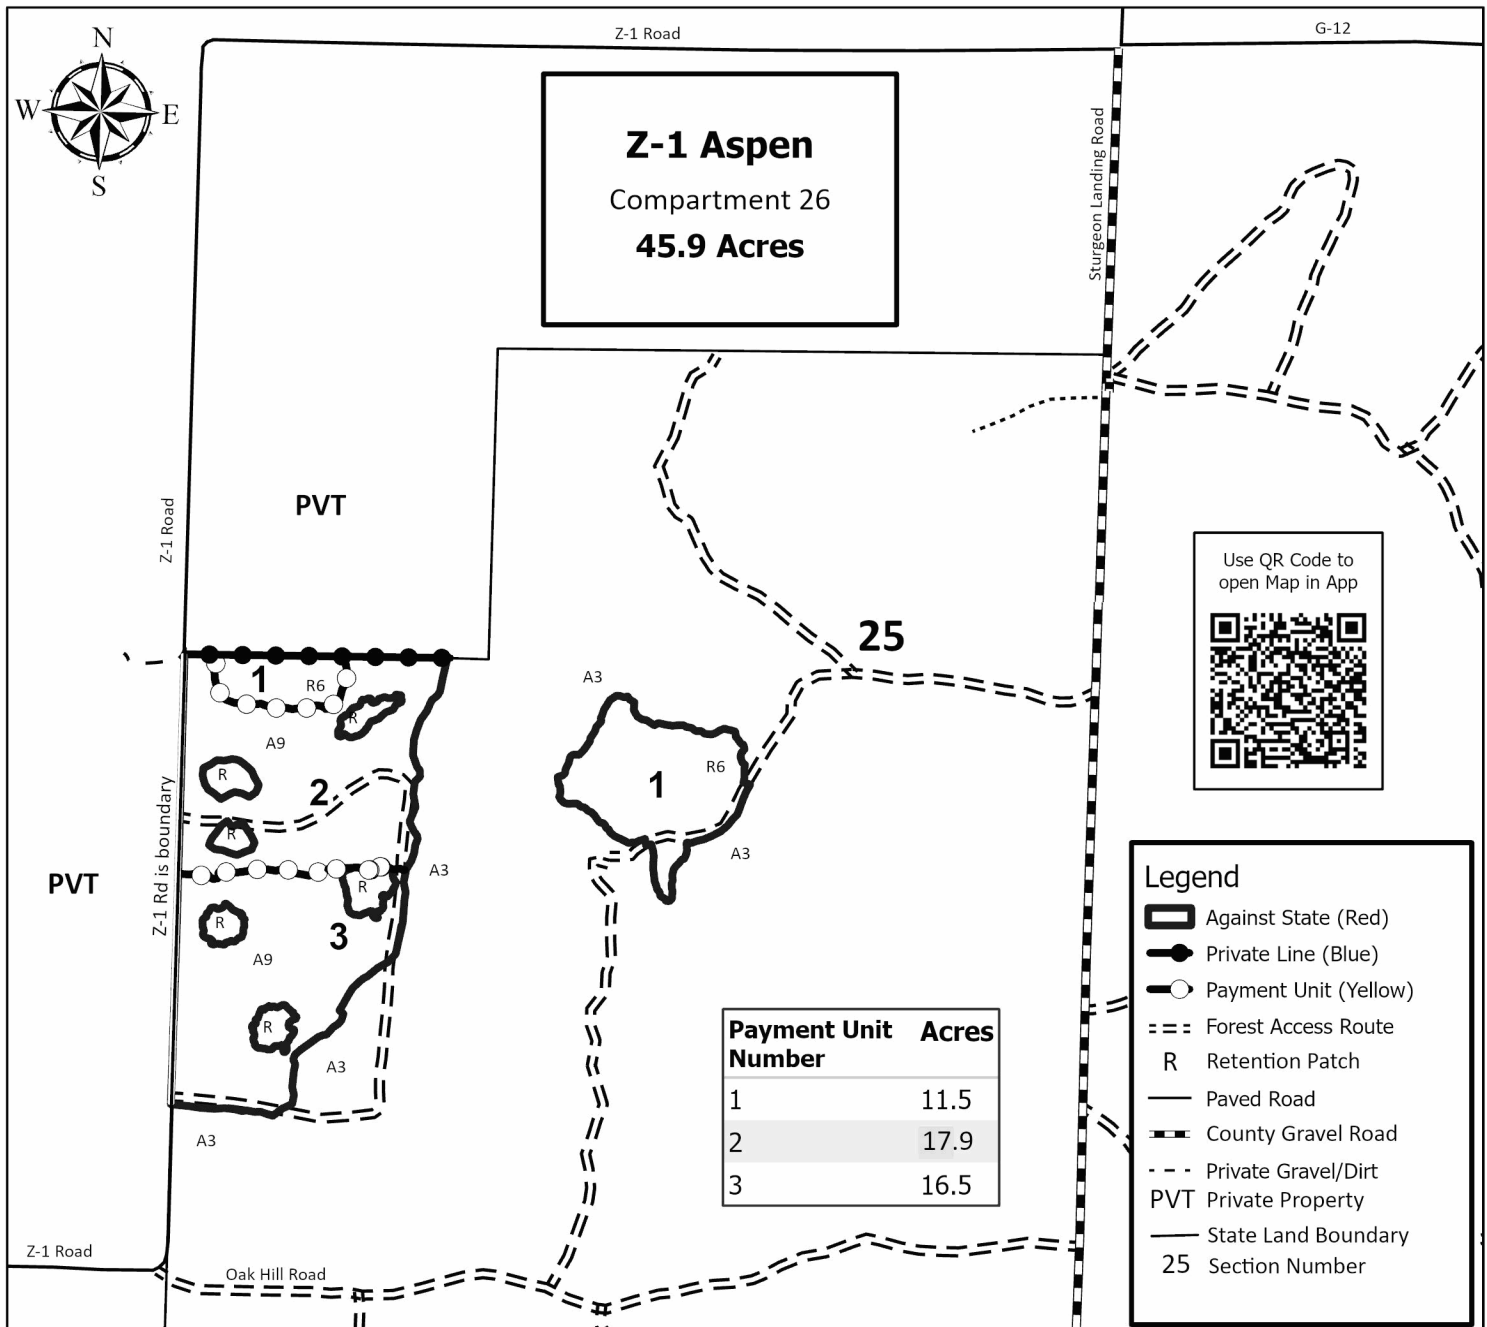 Z-1 Road
G-12
N
W E
S
Z-1 Aspen
Compartment 26
45.9 Acres
Sturgeon Landing Road
PVT
Z-1 Road
Use QR Code to
open Map in App
25
1
R6
R
A9
R
2
R
A3
R
R
3
A9
R
A3
A3
Z-1 Rd is boundary
PVT
A3
R6
1
A3
Payment Unit Number Acres
1 11.5
2 17.9
3 16.5
Legend
Against State (Red)
Private Line (Blue)
Payment Unit (Yellow)
Forest Access Route
R Retention Patch
Paved Road
County Gravel Road
Private Gravel/Dirt
PVT Private Property
State Land Boundary
25 Section Number
Z-1 Road
Oak Hill Road